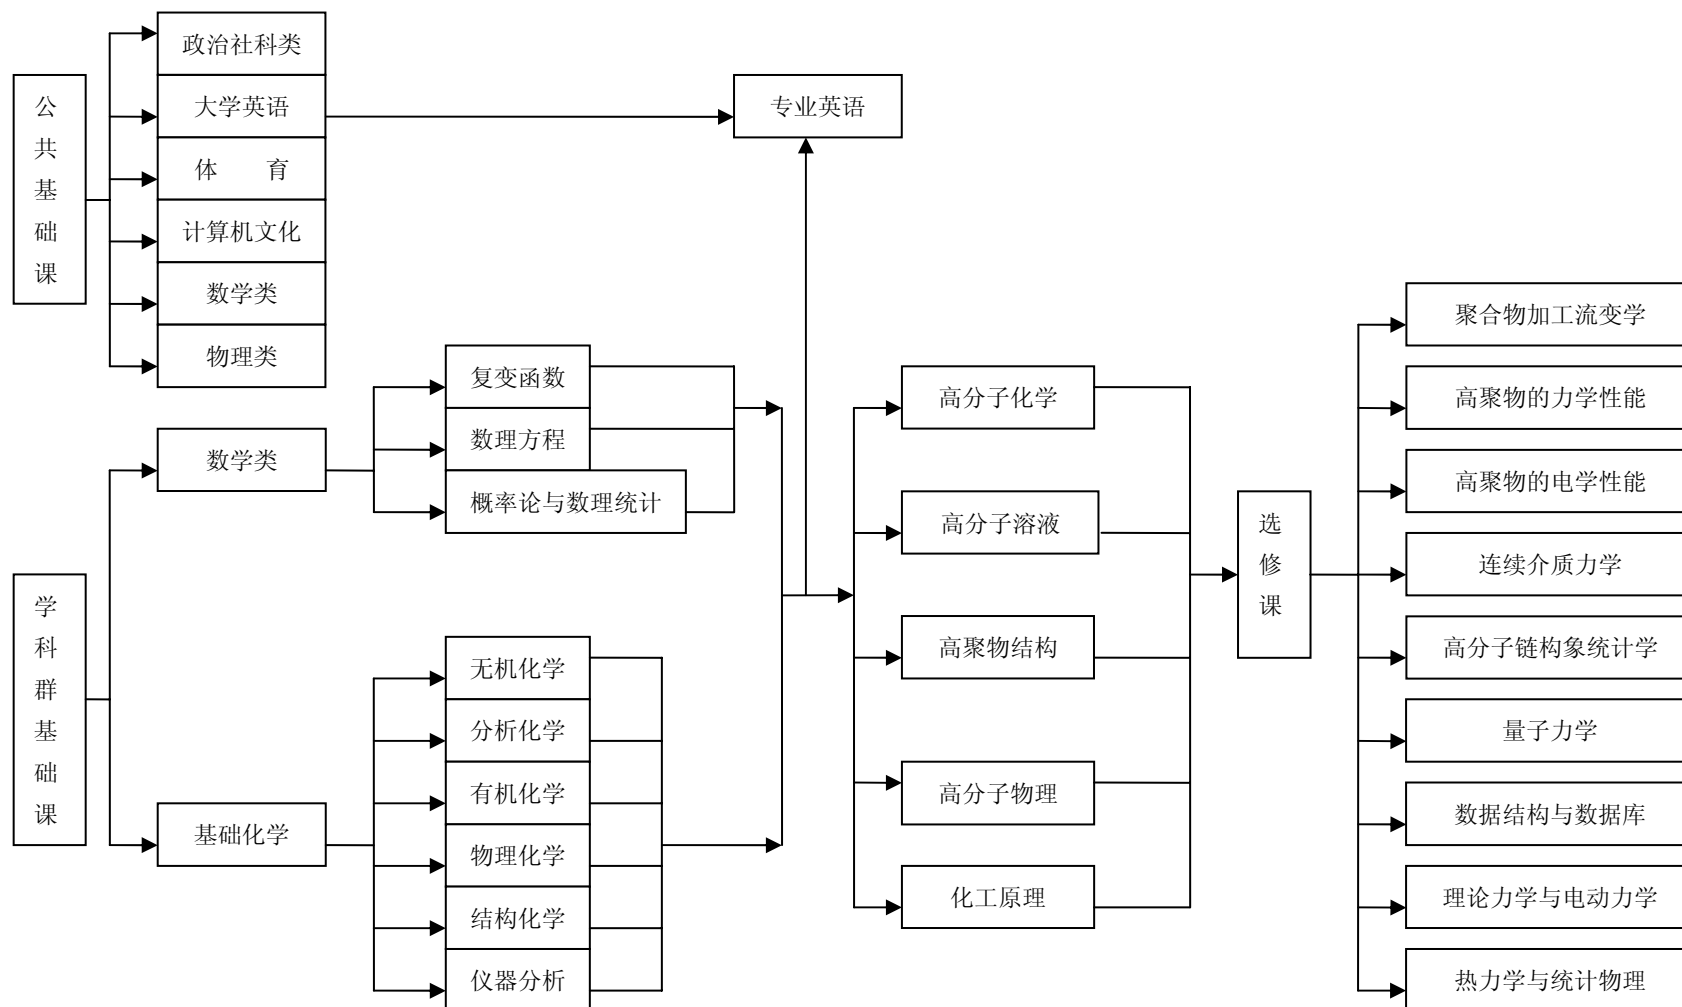 公共基础课
政治社科类
大学英语
体 育
计算机文化
数学类
物理类
专业英语
学科群基础课
数学类
基础化学
复变函数
数理方程
概率论与数理统计
无机化学
分析化学
有机化学
物理化学
结构化学
仪器分析
高分子化学
高分子溶液
高聚物结构
高分子物理
化工原理
选修课
聚合物加工流变学
高聚物的力学性能
高聚物的电学性能
连续介质力学
高分子链构象统计学
量子力学
数据结构与数据库
理论力学与电动力学
热力学与统计物理